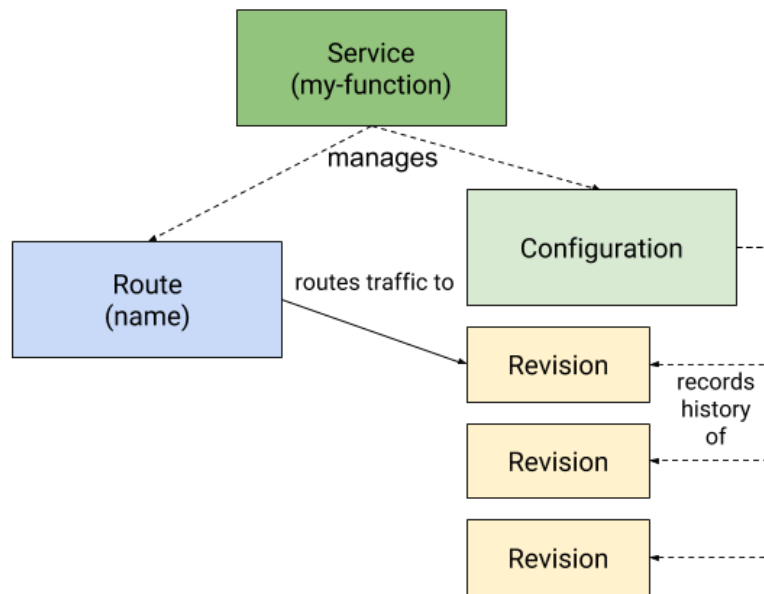 Service
(my-function)
manages
Configuration
Route
(name)
routes traffic to
Revision
records
history
of
Revision
Revision